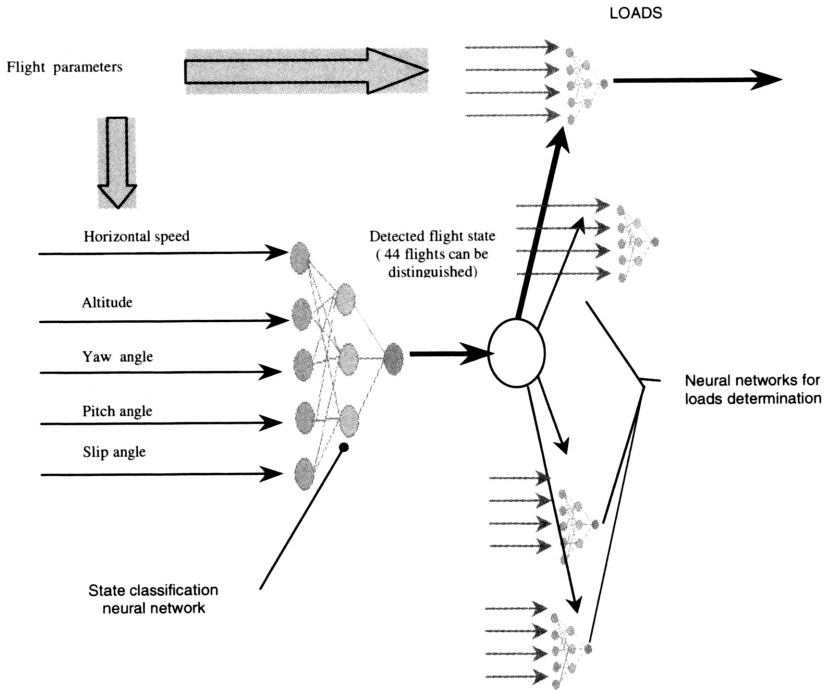 LOADS
Flight parameters
Horizontal speed
Detected flight state
( 44 flights can be
distinguished)
Altitude
Yaw angle
Pitch angle
Slip angle
Neural networks for
loads determination
State classification
neural network